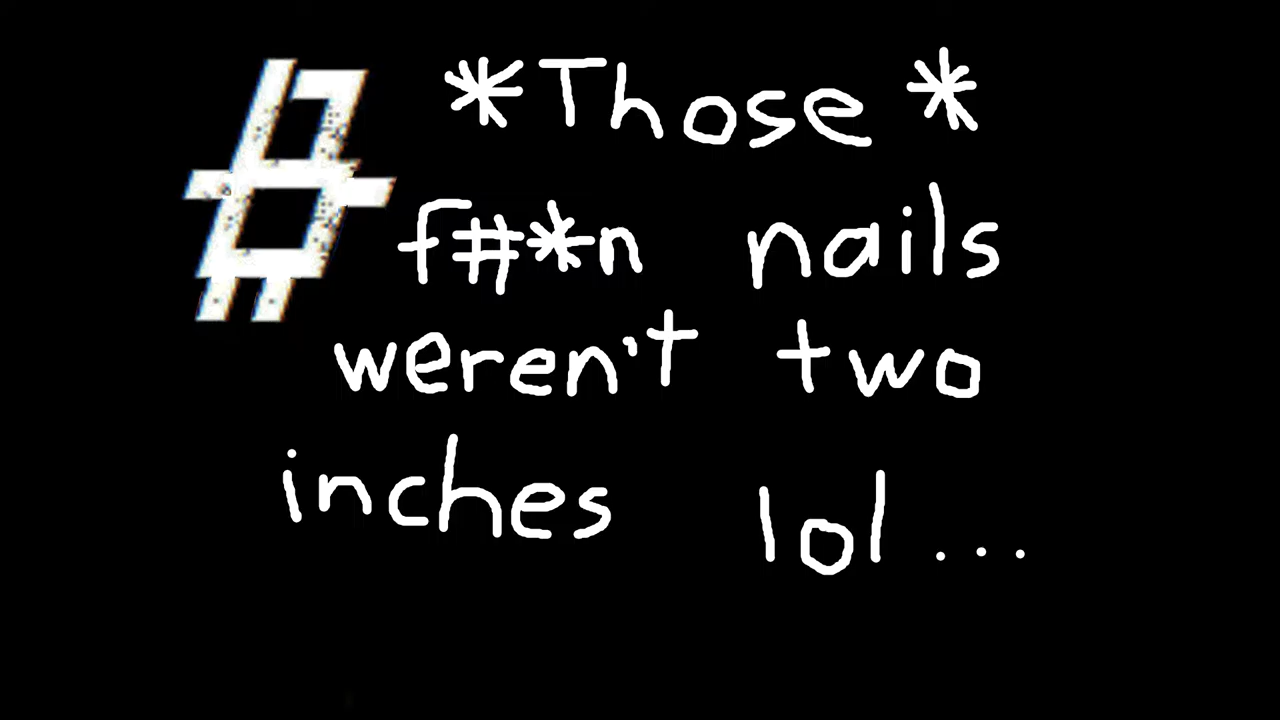 # *Those*
f#*n nails
weren't two
inches lol...